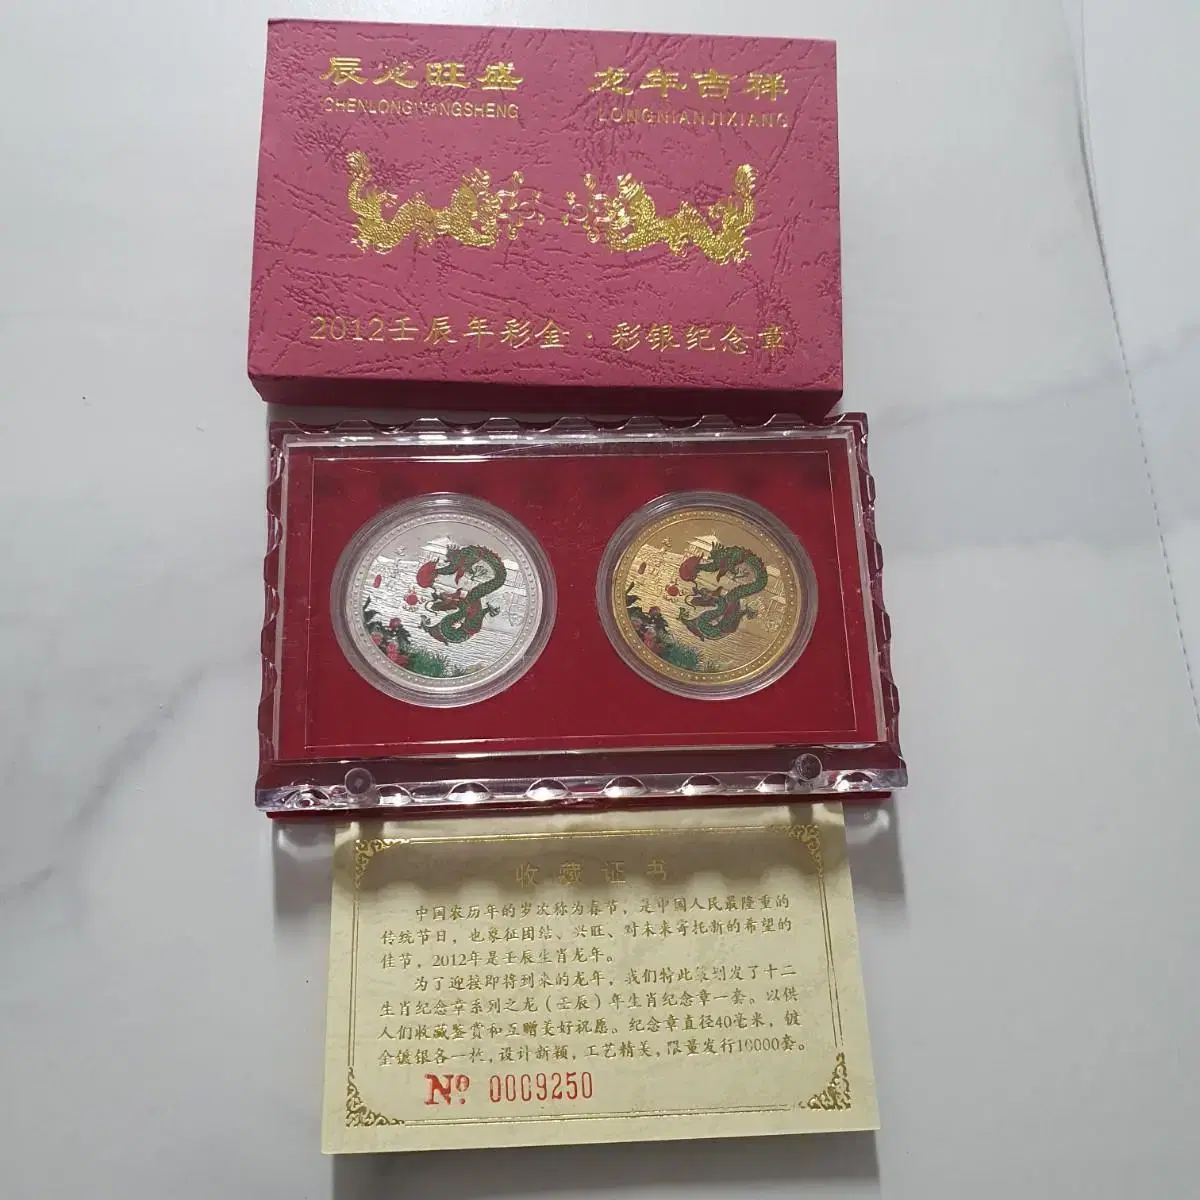 辰龙旺盛 龙年吉祥
CHENLONGWANGSHENG LONGNIANJIXIANG
2012壬辰年彩金·彩银纪念章
收藏证书
中国农历年的岁次称为春节，是中国人民最隆重的
传统节日，也象征团结、兴旺、对未来寄托新的希望的
佳节，2012年是壬辰生肖龙年。
为了迎接即将到来的龙年，我们特此策划发了十二
生肖纪念章系列之龙（壬辰）年生肖纪念章一套。以供
人们收藏鉴赏和互赠美好祝愿。纪念章直径40毫米，镀
金镀银各一枚，设计新颖，工艺精美，限量发行10000套。
No. 0009250